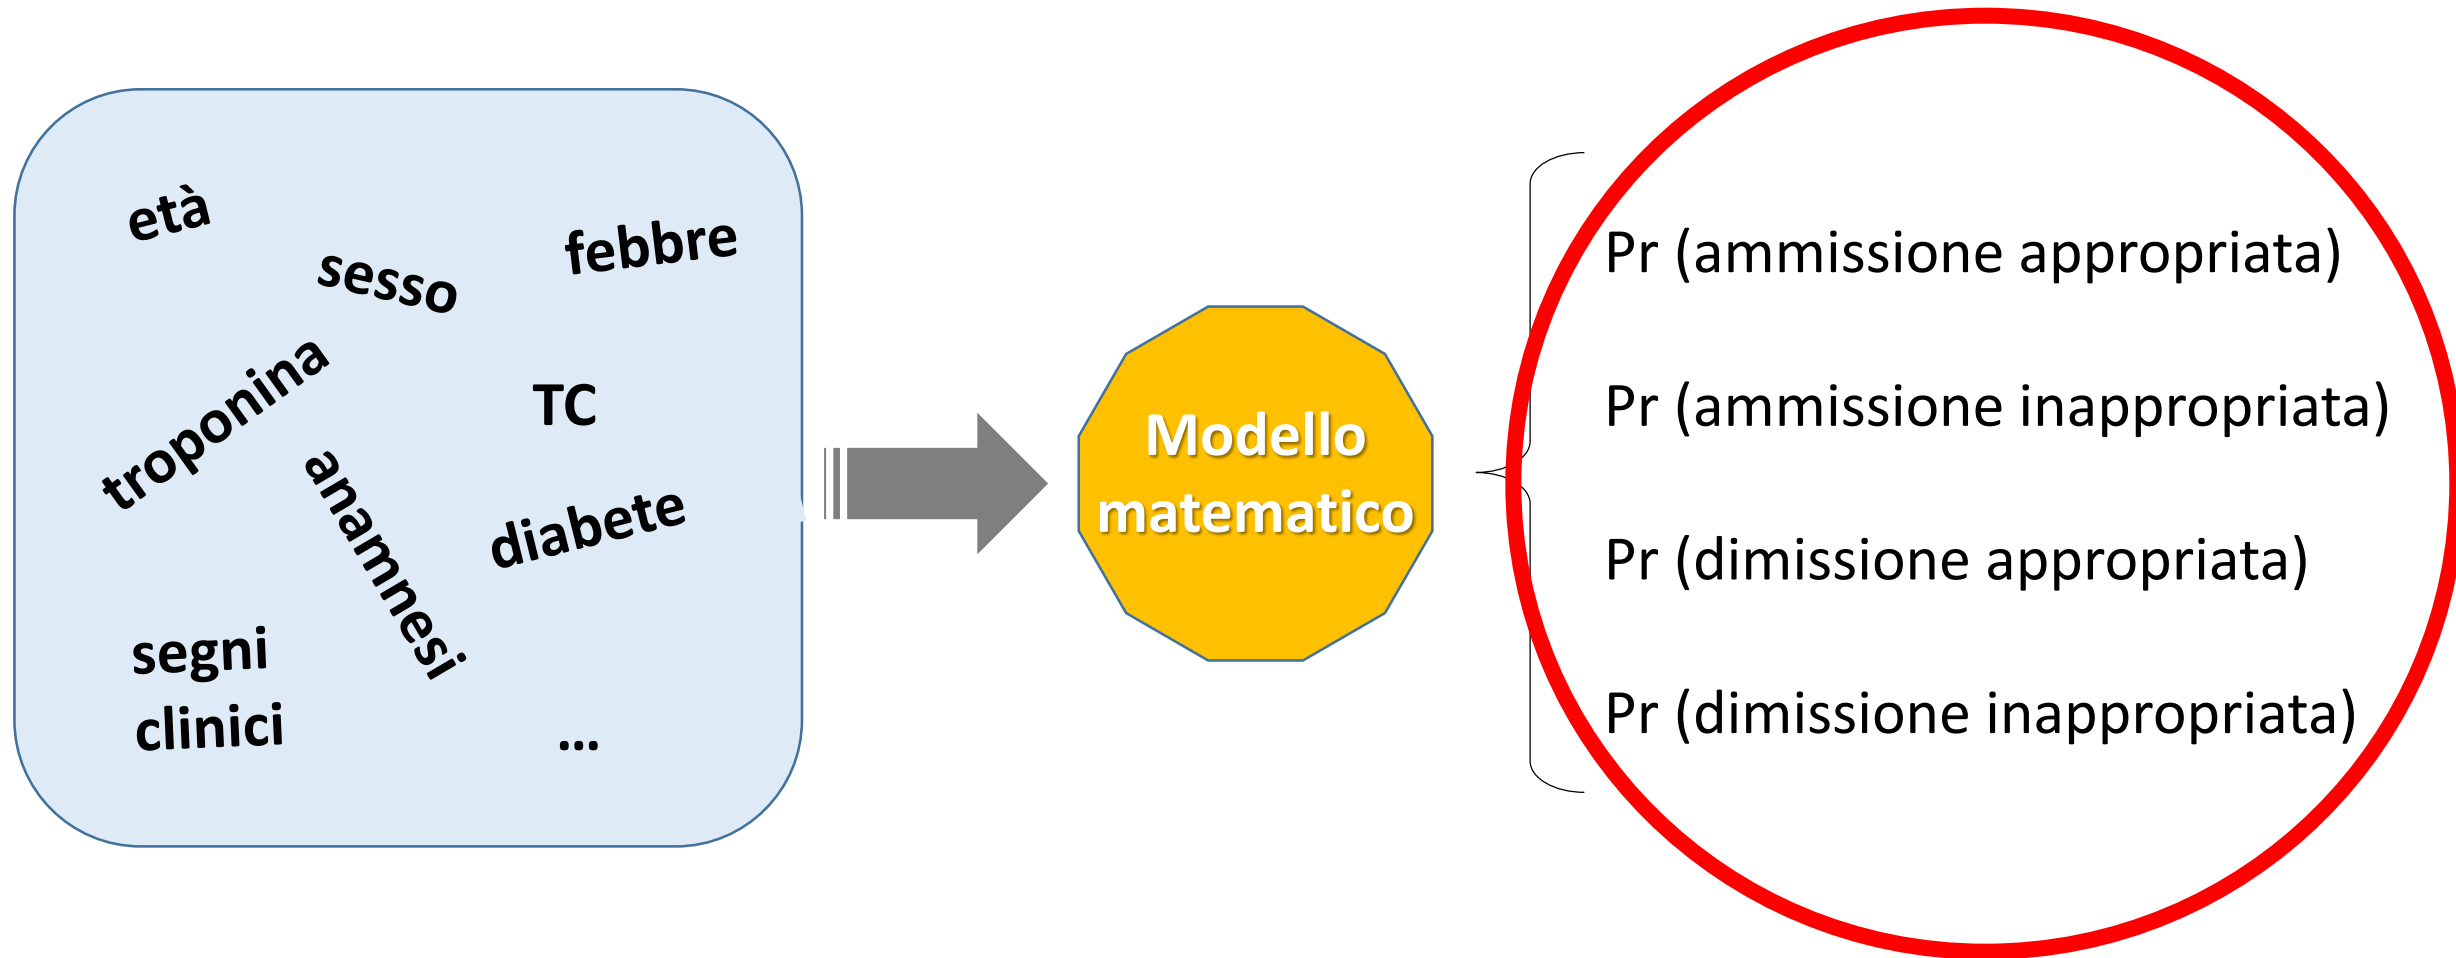 età
sesso
febbre
troponina
TC
anamnesi
diabete
segni
clinici
...
Modello
matematico
Pr (ammissione appropriata)
Pr (ammissione inappropriata)
Pr (dimissione appropriata)
Pr (dimissione inappropriata)